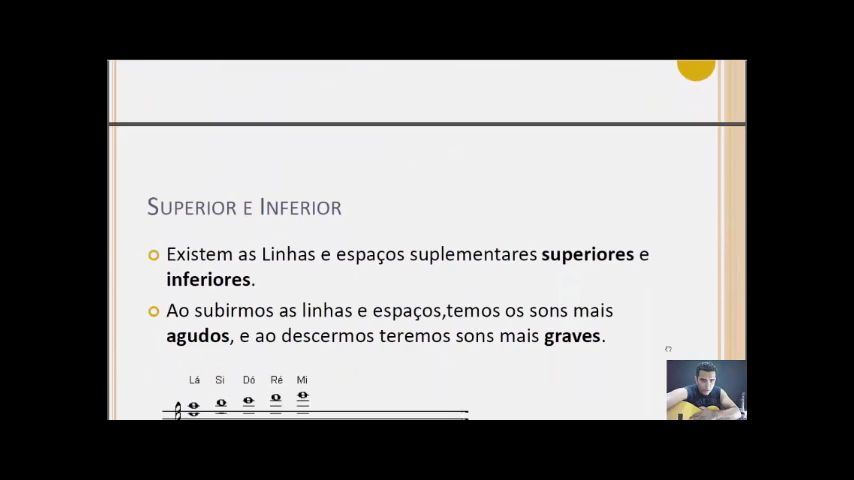 SUPERIOR E INFERIOR
Existem as Linhas e espaços suplementares superiores e
inferiores.
Ao subirmos as linhas e espaços,temos os sons mais
agudos, e ao descermos teremos sons mais graves.
Lá Si Dó Ré Mi